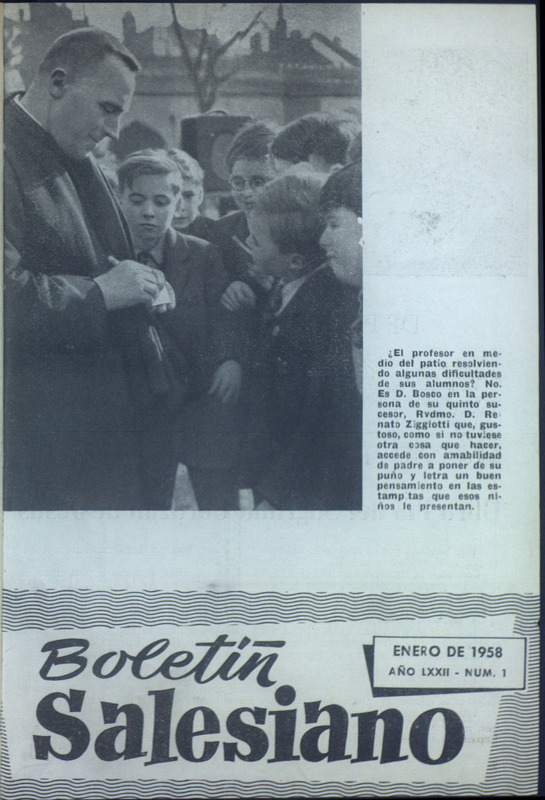 ¿El profesor en me-
dio del patio resolvien-
do algunas dificultades
de sus alumnos? No.
Es D. Bosco en la per-
sona de su quinto su-
cesor, Rvdmo. D. Re-
nato Ziggiotti que, gus-
toso, como si no tuviese
otra cosa que hacer,
accede con amabilidad
de padre a poner de su
puño y letra un buen
pensamiento en las es-
tampitas que esos ni-
ños le presentan.
Boletín
Salesiano
ENERO DE 1958
AÑO LXXII - NUM. 1